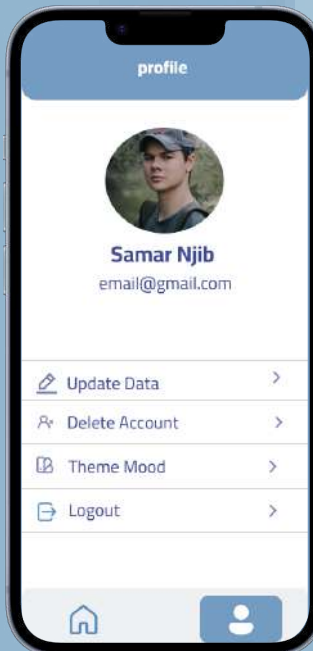 profile
Samar Njib
email@gmail.com
Update Data
Delete Account
Theme Mood
Logout